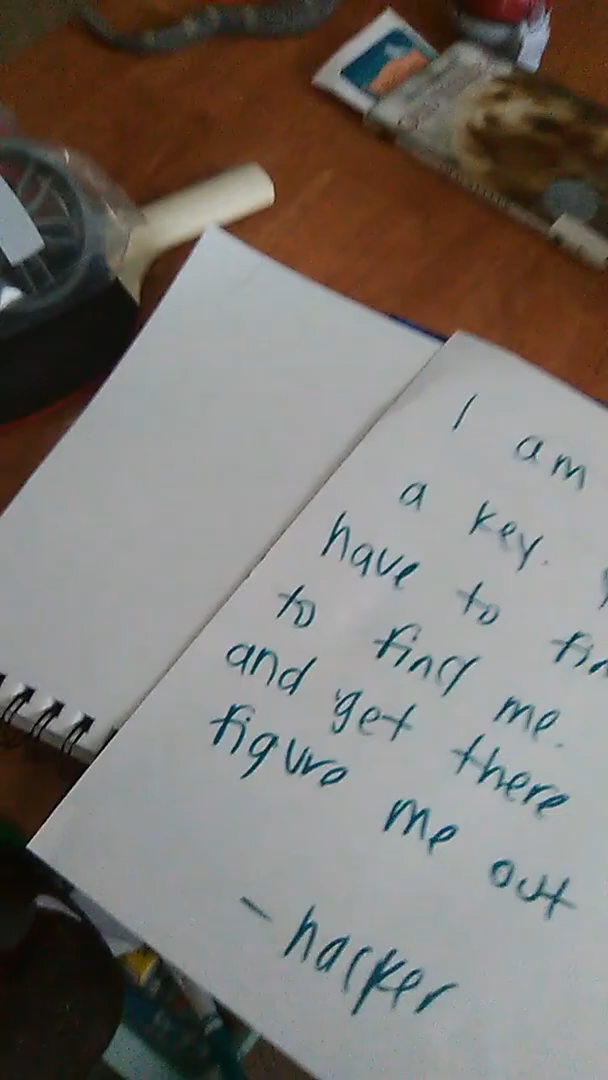 I am
a key.
have to
to find me.
and get there
figure me out
- hacker